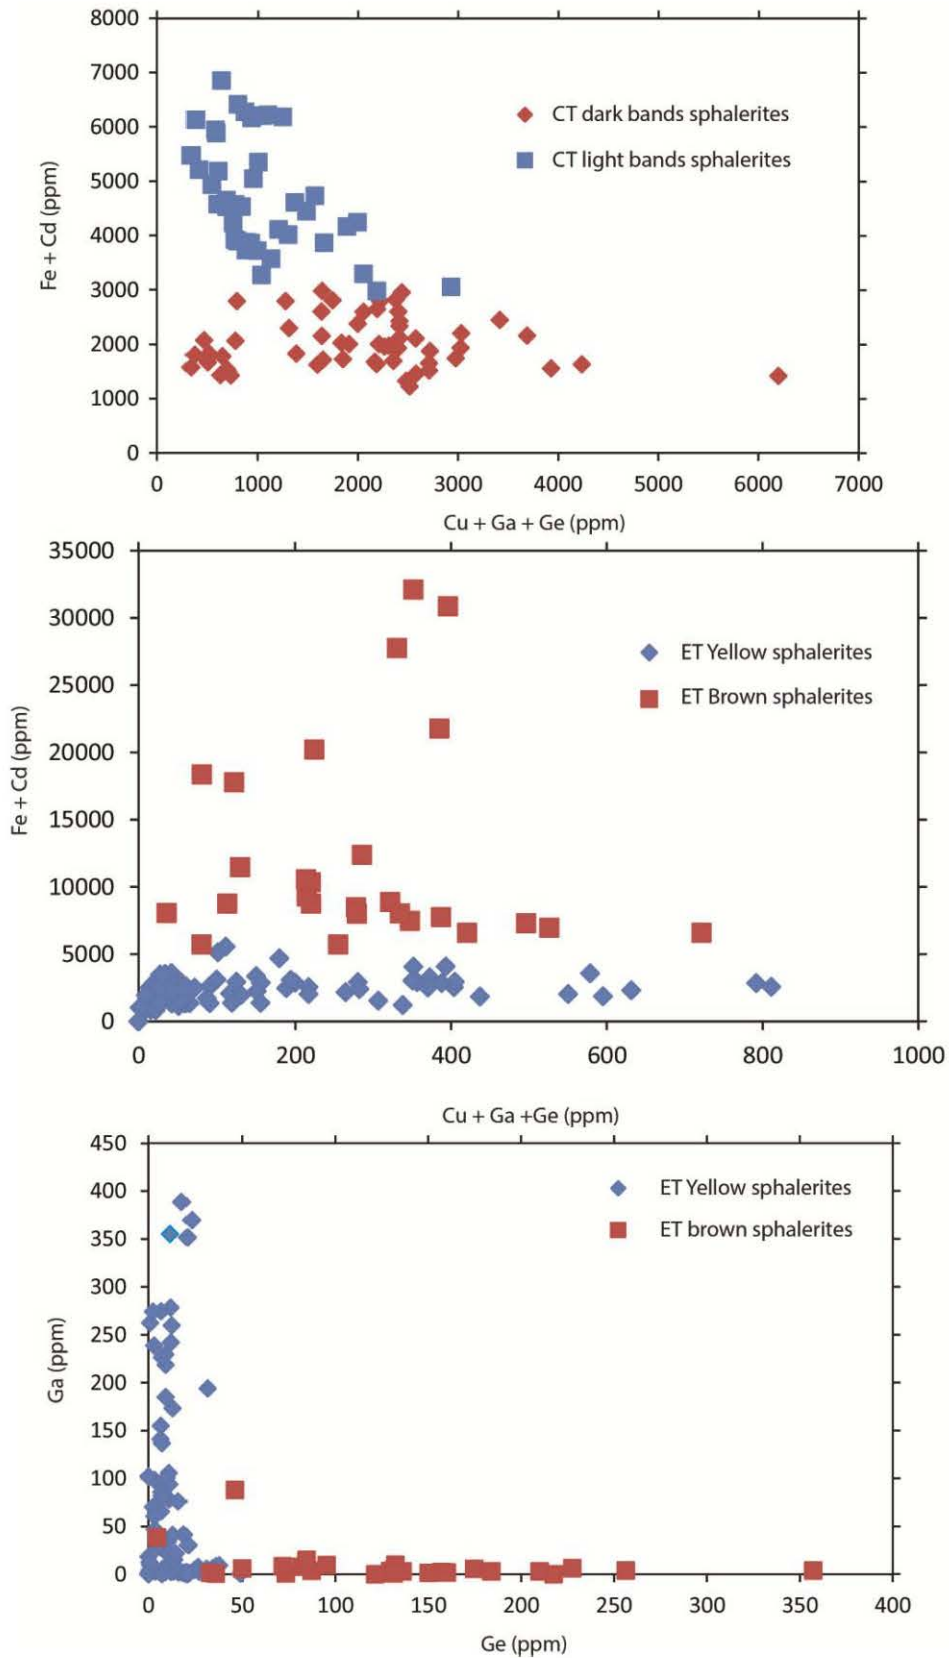 8000
7000
6000
5000
4000
3000
2000
1000
0
Fe + Cd (ppm)
CT dark bands sphalerites
CT light bands sphalerites
0 1000 2000 3000 4000 5000 6000 7000
Cu + Ga + Ge (ppm)
35000
30000
25000
20000
15000
10000
5000
0
Fe + Cd (ppm)
ET Yellow sphalerites
ET Brown sphalerites
0 200 400 600 800 1000
Cu + Ga +Ge (ppm)
450
400
350
300
250
200
150
100
50
0
Ga (ppm)
ET Yellow sphalerites
ET brown sphalerites
0 50 100 150 200 250 300 350 400
Ge (ppm)